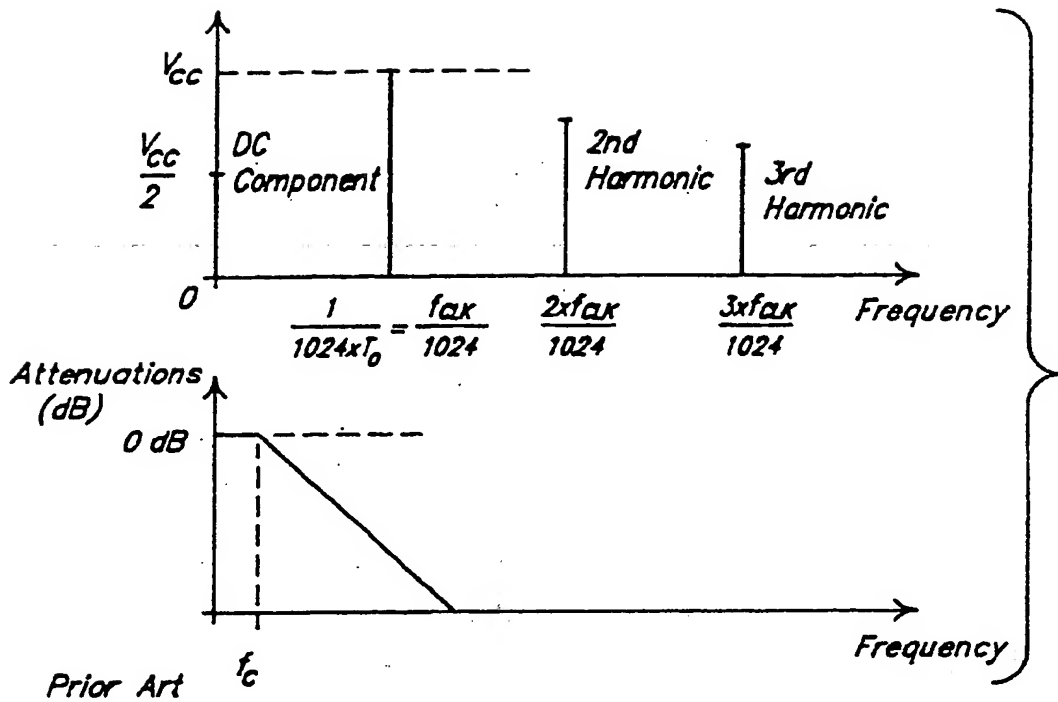 Vcc
Vcc/2
DC
Component
2nd
Harmonic
3rd
Harmonic
0
1/1024xT₀ = fCLK/1024
2xfCLK/1024
3xfCLK/1024
Frequency
Attenuations
(dB)
0 dB
Frequency
fc
Prior Art